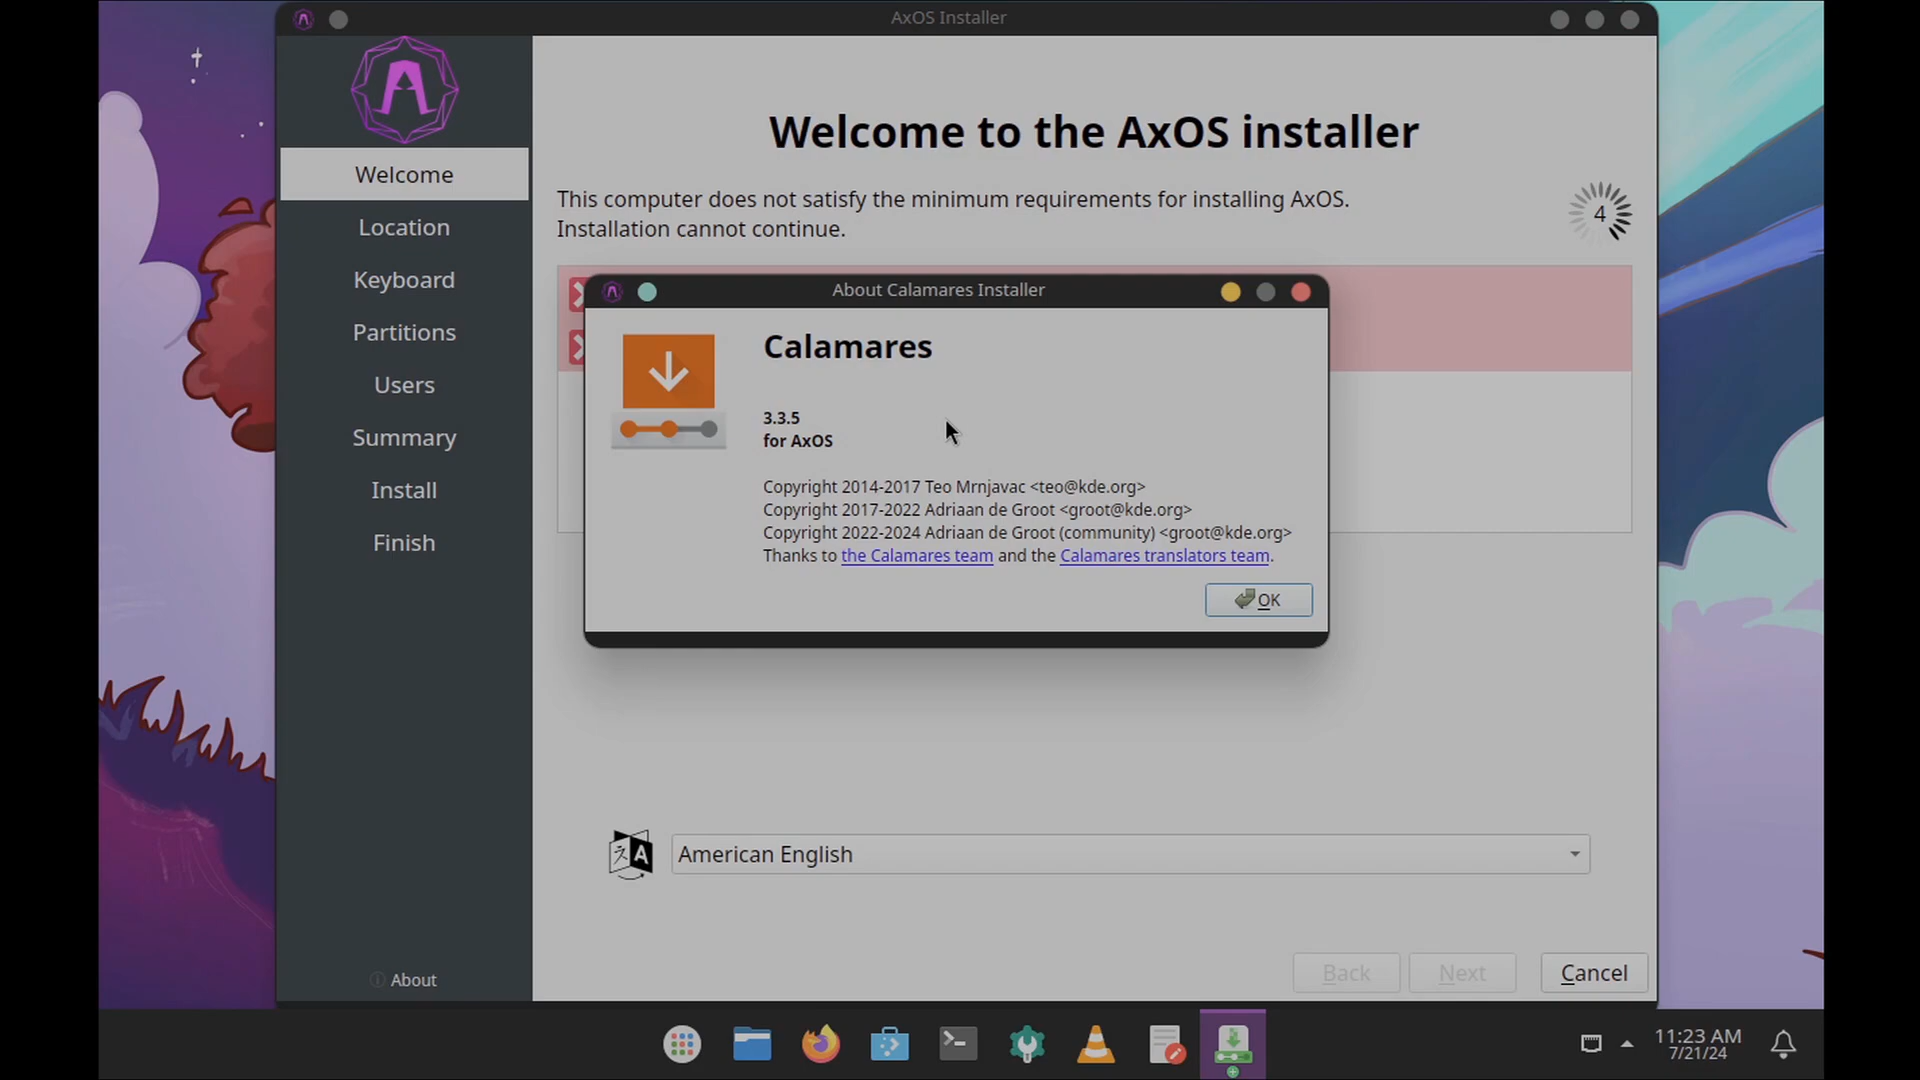 AxOS Installer
Welcome to the AxOS installer
This computer does not satisfy the minimum requirements for installing AxOS.
Installation cannot continue.
4
Welcome
Location
Keyboard
Partitions
Users
Summary
Install
Finish
About
About Calamares Installer
Calamares
3.3.5
for AxOS
Copyright 2014-2017 Teo Mrnjavac <teo@kde.org>
Copyright 2017-2022 Adriaan de Groot <groot@kde.org>
Copyright 2022-2024 Adriaan de Groot (community) <groot@kde.org>
Thanks to the Calamares team and the Calamares translators team.
OK
American English
Back
Next
Cancel
11:23 AM
7/21/24